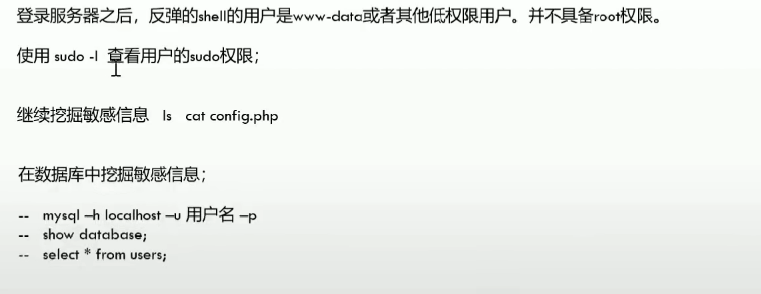 登录服务器之后，反弹的shell的用户是www-data或者其他低权限用户。并不具备root权限。
使用 sudo -l 查看用户的sudo权限；
继续挖掘敏感信息 ls cat config.php
在数据库中挖掘敏感信息；
-- mysql –h localhost –u 用户名 –p
-- show database;
-- select * from users;